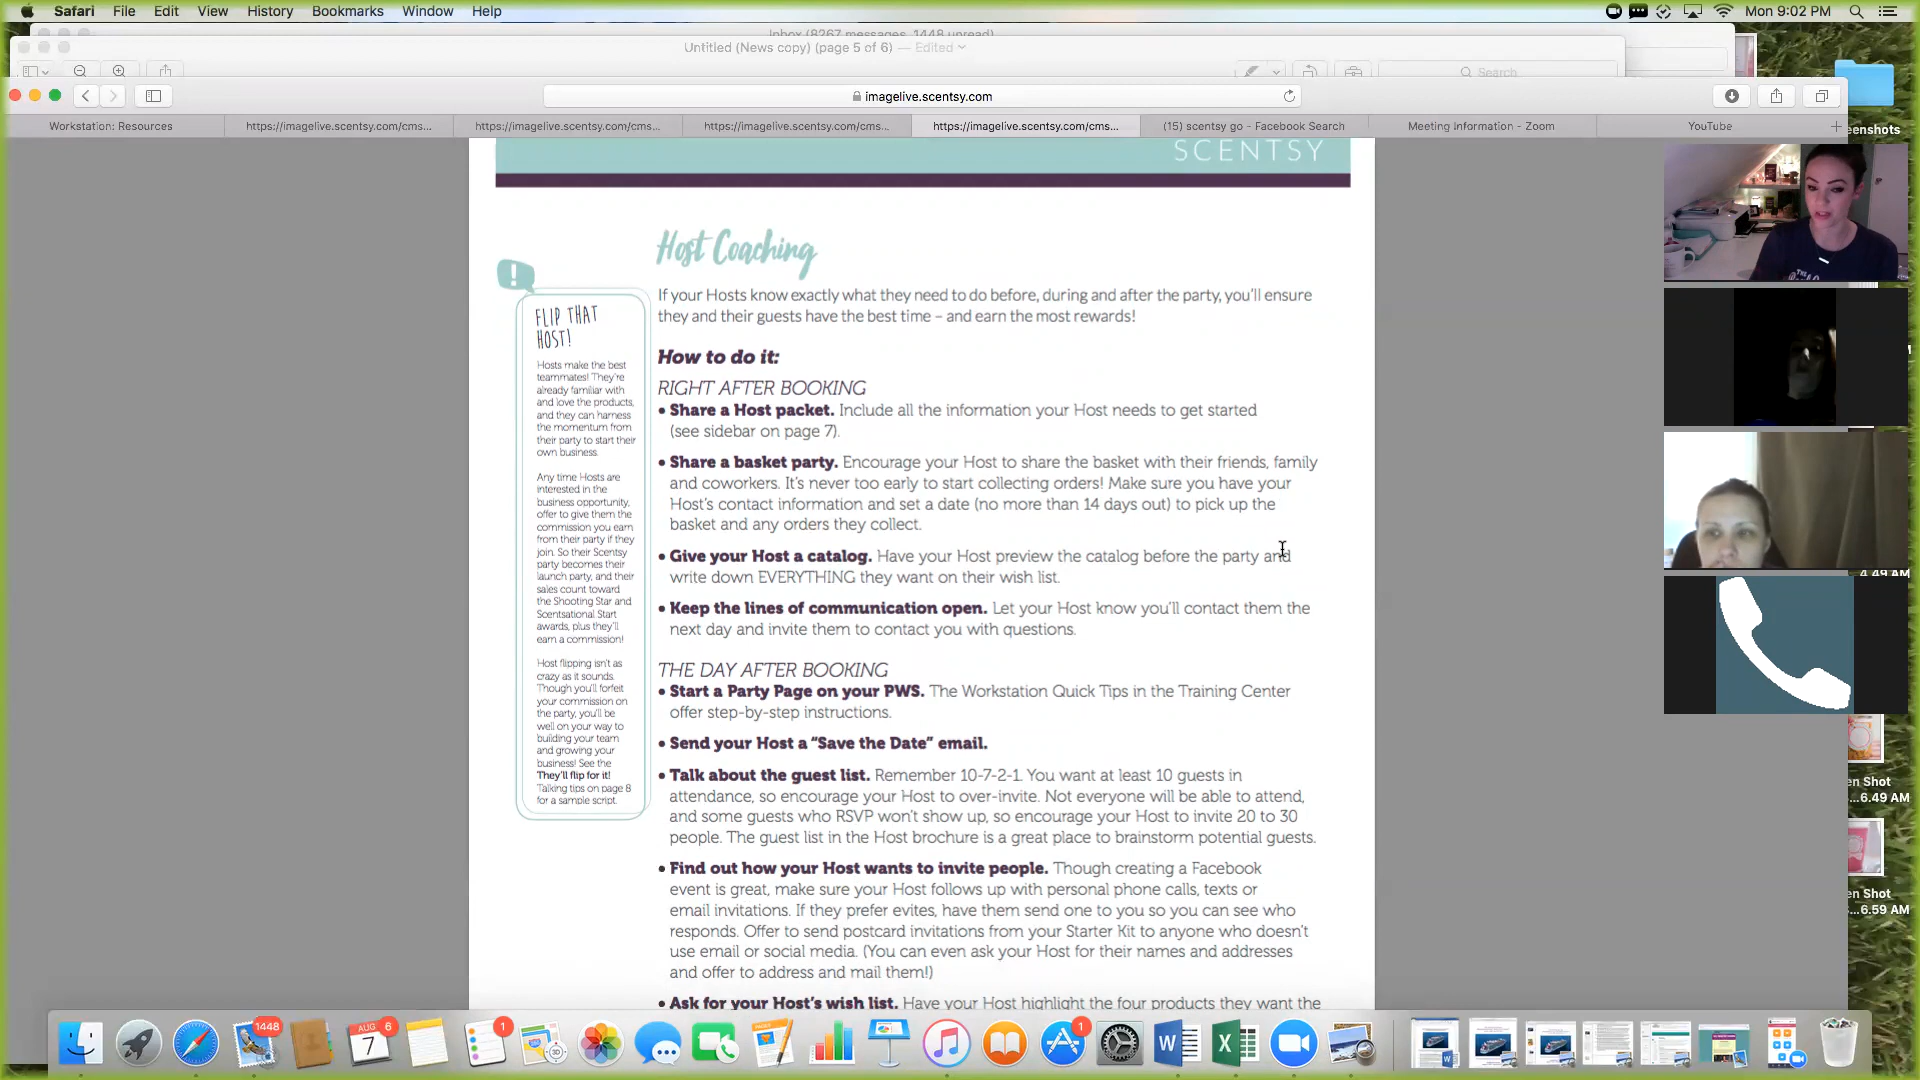 Safari File Edit View History Bookmarks Window Help Mon 9:02 PM
Inbox (8267 messages, 1448 unread)
Untitled (News copy) (page 5 of 6) — Edited
Search
imagelive.scentsy.com
Workstation: Resources
https://imagelive.scentsy.com/cms...
https://imagelive.scentsy.com/cms...
https://imagelive.scentsy.com/cms...
https://imagelive.scentsy.com/cms...
(15) scentsy go - Facebook Search
Meeting Information - Zoom
YouTube
eenshots
SCENTSY
Host Coaching
If your Hosts know exactly what they need to do before, during and after the party, you'll ensure
they and their guests have the best time – and earn the most rewards!
!
FLIP THAT
HOST!
Hosts make the best
teammates! They're
already familiar with
and love the products,
and they can harness
the momentum from
their party to start their
own business.
Any time Hosts are
interested in the
business opportunity,
offer to give them the
commission you earn
from their party if they
join. So their Scentsy
party becomes their
launch party, and their
sales count toward
the Shooting Star and
Scentsational Start
awards, plus they'll
earn a commission!
Host flipping isn't as
crazy as it sounds.
Though you'll forfeit
your commission on
the party, you'll be
well on your way to
building your team
and growing your
business! See the
They'll flip for it!
Talking tips on page 8
for a sample script.
How to do it:
RIGHT AFTER BOOKING
• Share a Host packet. Include all the information your Host needs to get started
(see sidebar on page 7).
• Share a basket party. Encourage your Host to share the basket with their friends, family
and coworkers. It's never too early to start collecting orders! Make sure you have your
Host's contact information and set a date (no more than 14 days out) to pick up the
basket and any orders they collect.
• Give your Host a catalog. Have your Host preview the catalog before the party and
write down EVERYTHING they want on their wish list.
• Keep the lines of communication open. Let your Host know you'll contact them the
next day and invite them to contact you with questions.
THE DAY AFTER BOOKING
• Start a Party Page on your PWS. The Workstation Quick Tips in the Training Center
offer step-by-step instructions.
• Send your Host a "Save the Date" email.
• Talk about the guest list. Remember 10-7-2-1. You want at least 10 guests in
attendance, so encourage your Host to over-invite. Not everyone will be able to attend,
and some guests who RSVP won't show up, so encourage your Host to invite 20 to 30
people. The guest list in the Host brochure is a great place to brainstorm potential guests.
• Find out how your Host wants to invite people. Though creating a Facebook
event is great, make sure your Host follows up with personal phone calls, texts or
email invitations. If they prefer evites, have them send one to you so you can see who
responds. Offer to send postcard invitations from your Starter Kit to anyone who doesn't
use email or social media. (You can even ask your Host for their names and addresses
and offer to address and mail them!)
• Ask for your Host's wish list. Have your Host highlight the four products they want the
4.49 AM
en Shot
...6.49 AM
en Shot
...6.59 AM
1448
AUG 6
7
1
3D
1
W
X